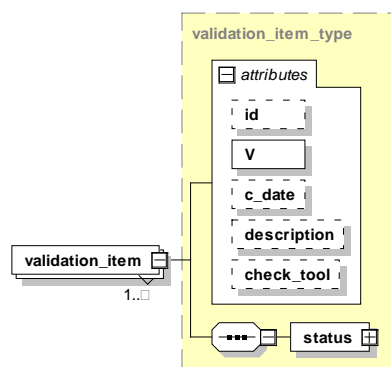 validation_item_type
attributes
id
V
c_date
description
check_tool
validation_item
1..
status